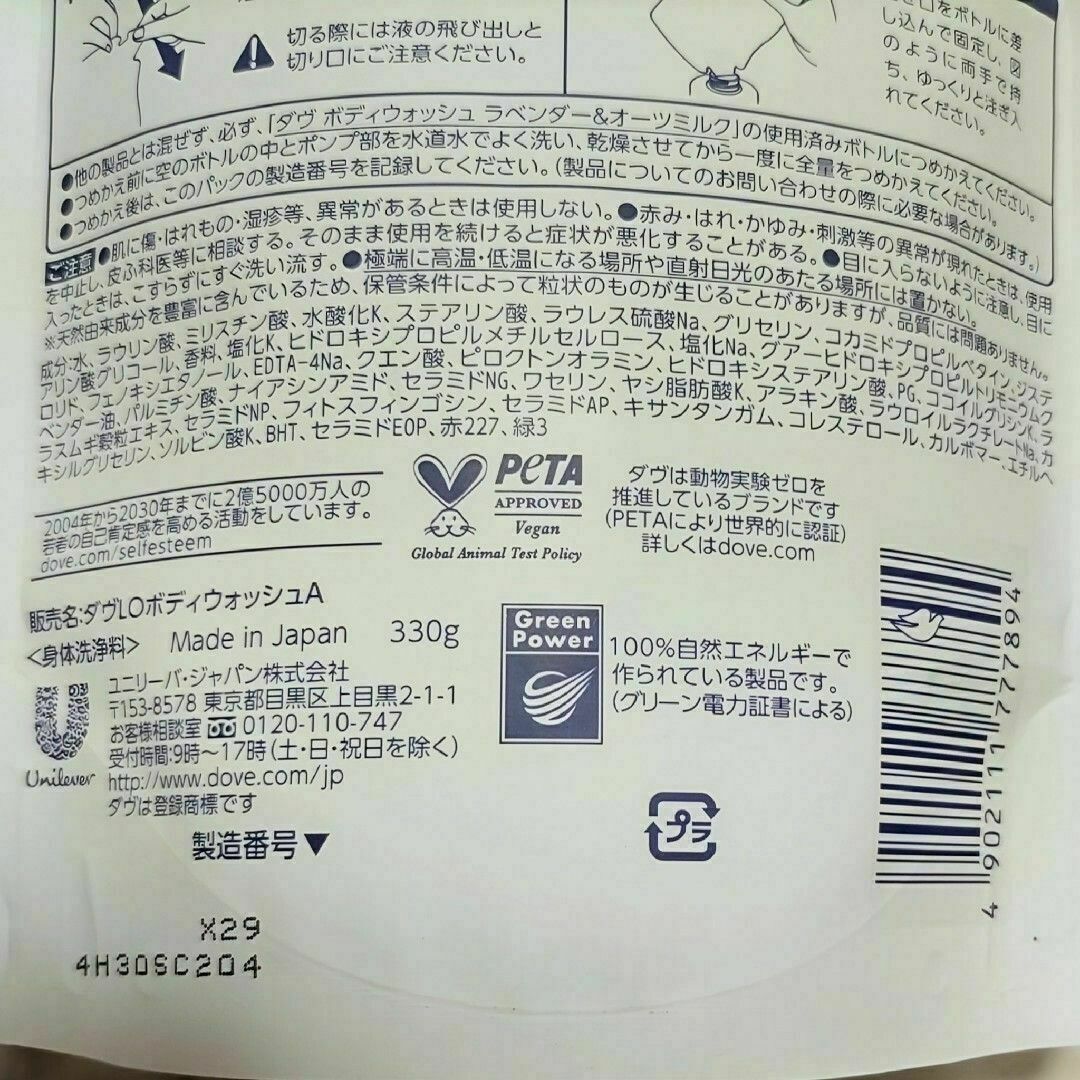 切る際には液の飛び出しと
切り口にご注意ください。
口をボトルに差
し込んで固定し、図
のように両手で持
ち、ゆっくりと注ぎ入
れてください。
●他の製品とは混ぜず、必ず、「ダヴ ボディウォッシュ ラベンダー&オーツミルク」の使用済みボトルにつめかえてください。
●つめかえ前に空のボトルの中とポンプ部を水道水でよく洗い、乾燥させてから一度に全量をつめかえてください。
●つめかえ後は、このパックの製造番号を記録してください。(製品についてのお問い合わせの際に必要な場合があります。)
ご注意 ●肌に傷・はれもの・湿疹等、異常があるときは使用しない。●赤み・はれ・かゆみ・刺激等の異常が現れたときは、使用
を中止し、皮ふ科医等に相談する。そのまま使用を続けると症状が悪化することがある。●目に入らないように注意し、目に
入ったときは、こすらずにすぐ洗い流す。●極端に高温・低温になる場所や直射日光のあたる場所には置かない。
※天然由来成分を豊富に含んでいるため、保管条件によって粒状のものが生じることがありますが、品質には問題ありません。
成分:水、ラウリン酸、ミリスチン酸、水酸化K、ステアリン酸、ラウレス硫酸Na、グリセリン、コカミドプロピルベタイン、ジステ
アリン酸グリコール、香料、塩化K、ヒドロキシプロピルメチルセルロース、塩化Na、グアーヒドロキシプロピルトリモニウムク
ロリド、フェノキシエタノール、EDTA-4Na、クエン酸、ピロクトンオラミン、ヒドロキシステアリン酸、PG、ココイルグリシンK、ラ
ベンダー油、パルミチン酸、ナイアシンアミド、セラミドNG、ワセリン、ヤシ脂肪酸K、アラキン酸、ラウロイルラクチレートNa、カ
ラスムギ穀粒エキス、セラミドNP、フィトスフィンゴシン、セラミドAP、キサンタンガム、コレステロール、カルボマー、エチルヘ
キシルグリセリン、ソルビン酸K、BHT、セラミドEOP、赤227、緑3
2004年から2030年までに2億5000万人の
若者の自己肯定感を高める活動をしています。
dove.com/selfesteem
PETA
APPROVED
Vegan
Global Animal Test Policy
ダヴは動物実験ゼロを
推進しているブランドです
(PETAにより世界的に認証)
詳しくはdove.com
販売名:ダヴLOボディウォッシュA
<身体洗浄料> Made in Japan 330g
Unilever
ユニリーバ・ジャパン株式会社
〒153-8578 東京都目黒区上目黒2-1-1
お客様相談室 0120-110-747
受付時間:9時～17時(土・日・祝日を除く)
http://www.dove.com/jp
ダヴは登録商標です
Green
Power
100%自然エネルギーで
作られている製品です。
(グリーン電力証書による)
プラ
4 902111 777894
製造番号▼
X29
4H30SC204